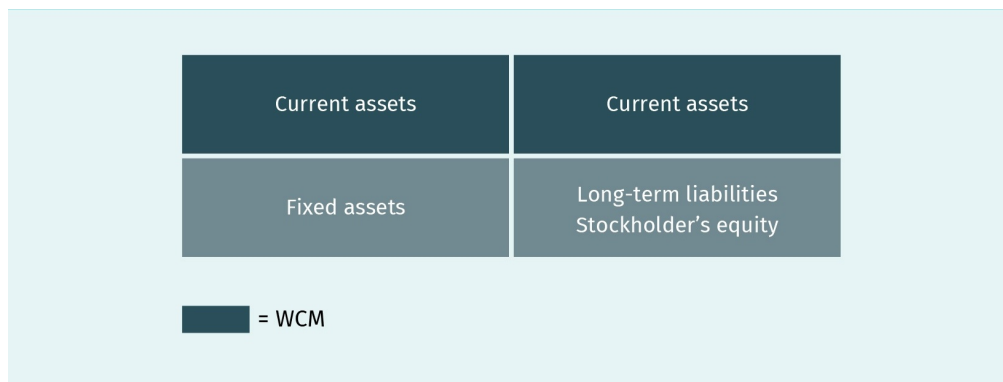 Current assets
Current assets
Fixed assets
Long-term liabilities
Stockholder’s equity
= WCM